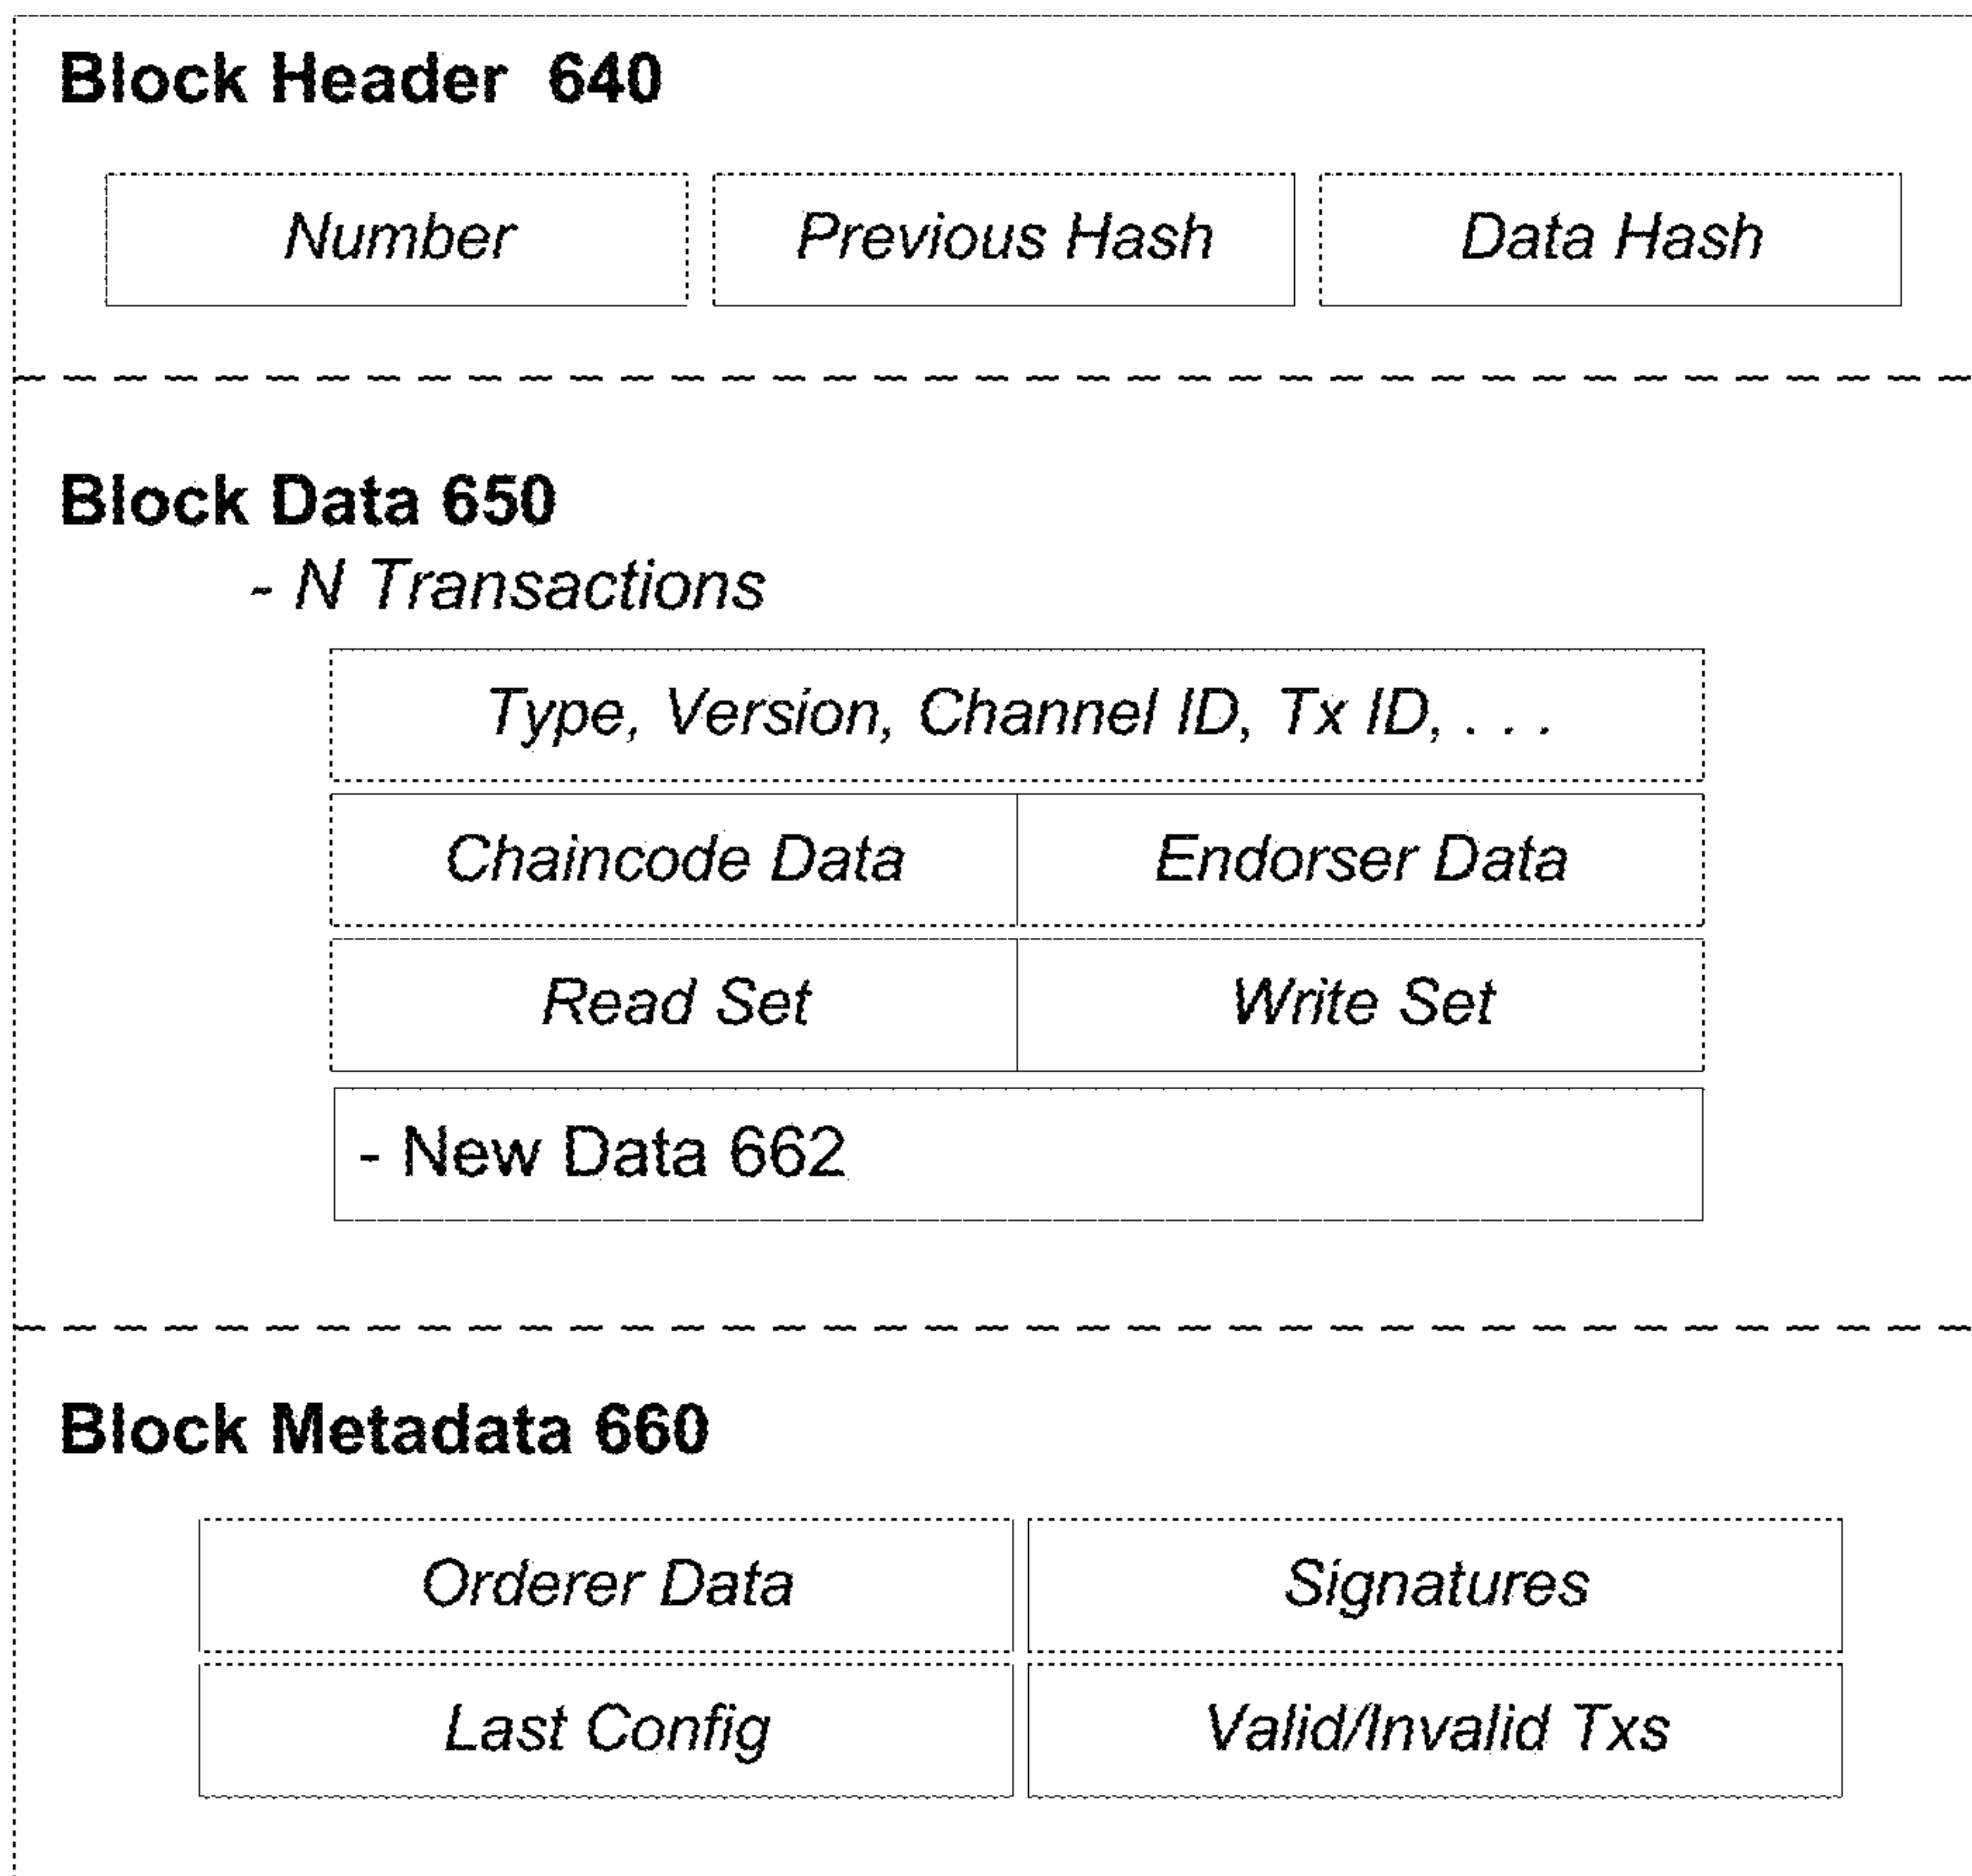 Block Header 640
Number Previous Hash Data Hash
Block Data 650
- N Transactions
Type, Version, Channel ID, Tx ID, . . .
Chaincode Data Endorser Data
Read Set Write Set
- New Data 662
Block Metadata 660
Orderer Data Signatures
Last Config Valid/Invalid Txs